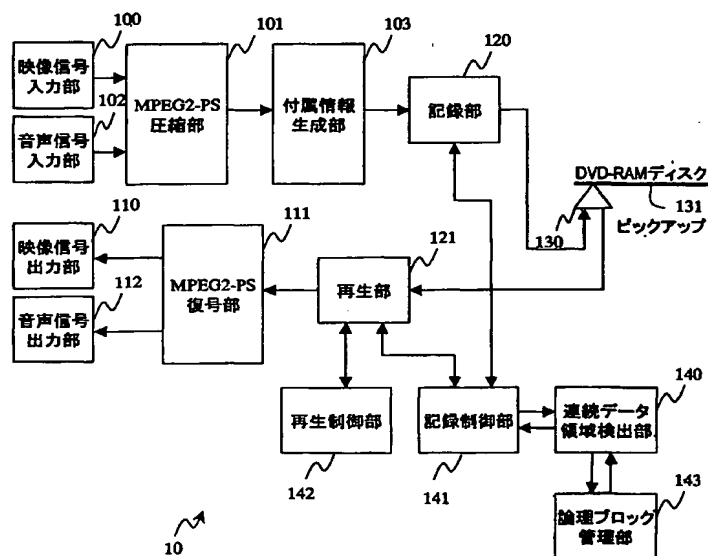 100
映像信号
入力部
102
音声信号
入力部
101
MPEG2-PS
圧縮部
103
付属情報
生成部
120
記録部
DVD-RAMディスク
131
130
ピックアップ
110
映像信号
出力部
112
音声信号
出力部
111
MPEG2-PS
復号部
121
再生部
再生制御部
142
記録制御部
141
140
連続データ
領域検出部
143
論理ブロック
管理部
10